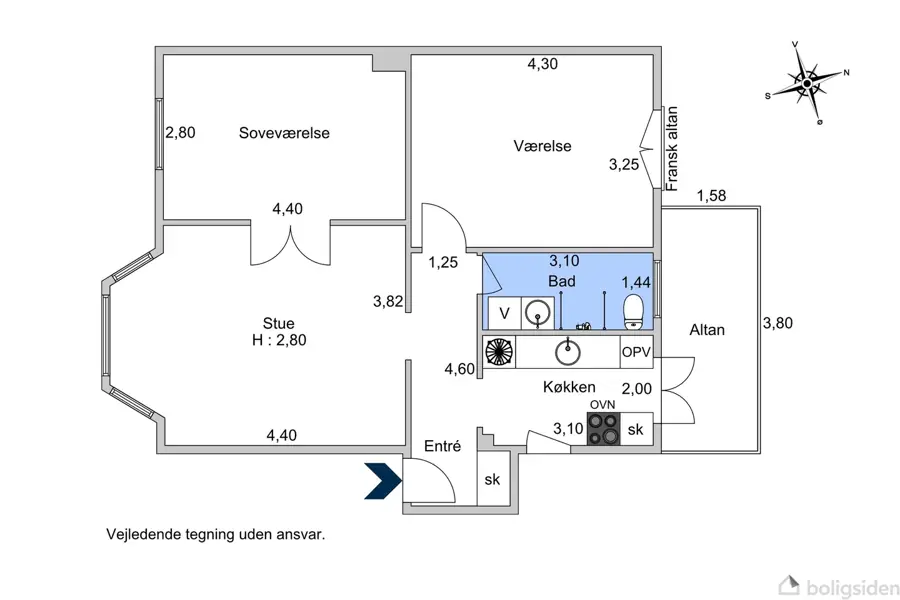 V
N
S
Ø
4,30
2,80
Soveværelse
Værelse
3,25
Fransk altan
1,58
4,40
1,25
3,10
Bad
1,44
3,82
V
Stue
H : 2,80
Altan
3,80
OPV
4,60
Køkken
2,00
OVN
3,10
sk
4,40
Entré
sk
Vejledende tegning uden ansvar.
boligsiden